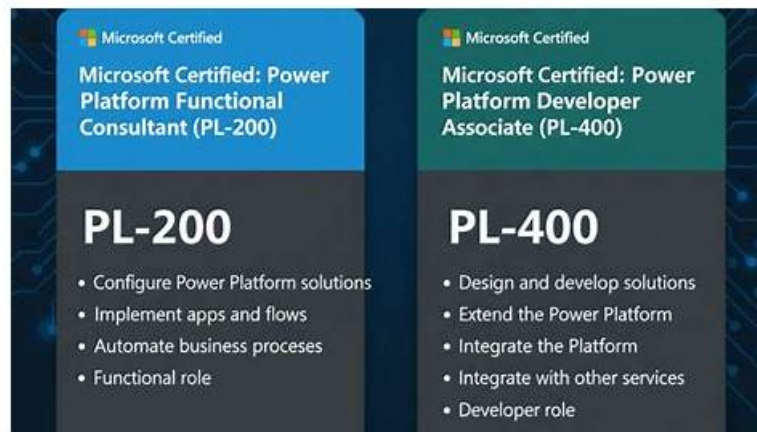 Microsoft Certified
Microsoft Certified: Power
Platform Functional
Consultant (PL-200)
PL-200
• Configure Power Platform solutions
• Implement apps and flows
• Automate business proceses
• Functional role
Microsoft Certified
Microsoft Certified: Power
Platform Developer
Associate (PL-400)
PL-400
• Design and develop solutions
• Extend the Power Platform
• Integrate the Platform
• Integrate with other services
• Developer role